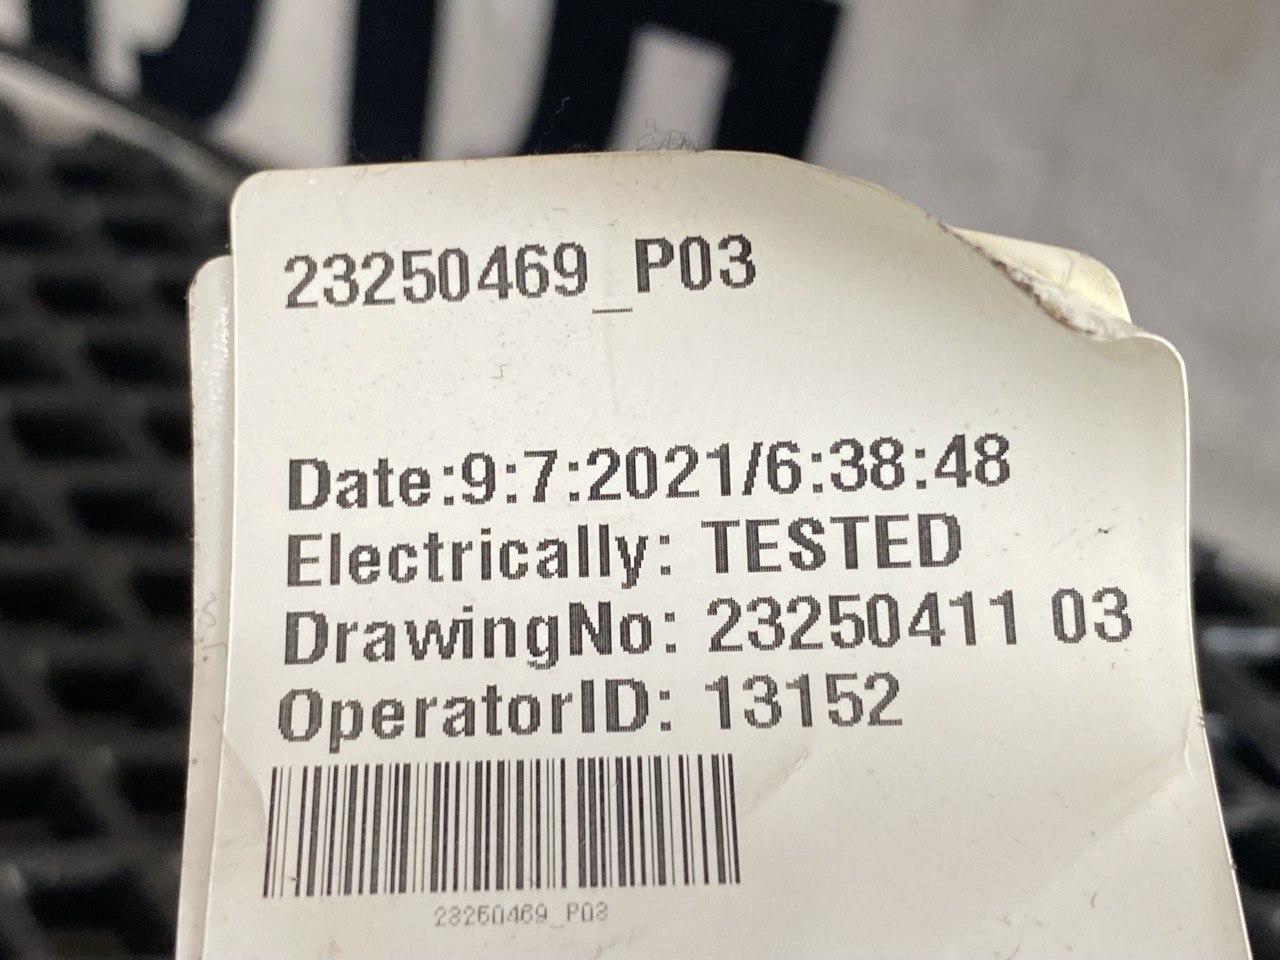 23250469_P03
Date:9:7:2021/6:38:48
Electrically: TESTED
DrawingNo: 23250411 03
OperatorID: 13152
23250469_P03